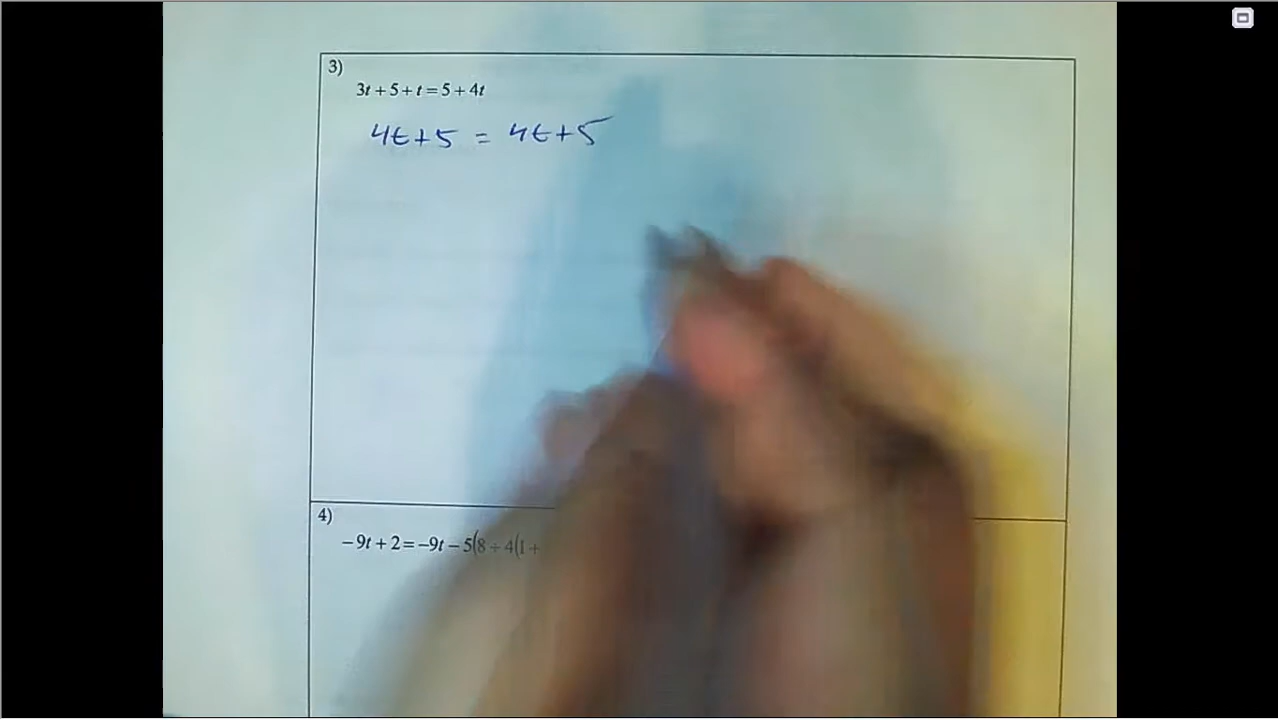 3)
3t + 5 + t = 5 + 4t
4t + 5 = 4t + 5
4)
−9t + 2 = −9t − 5(8 ÷ 4(1 +